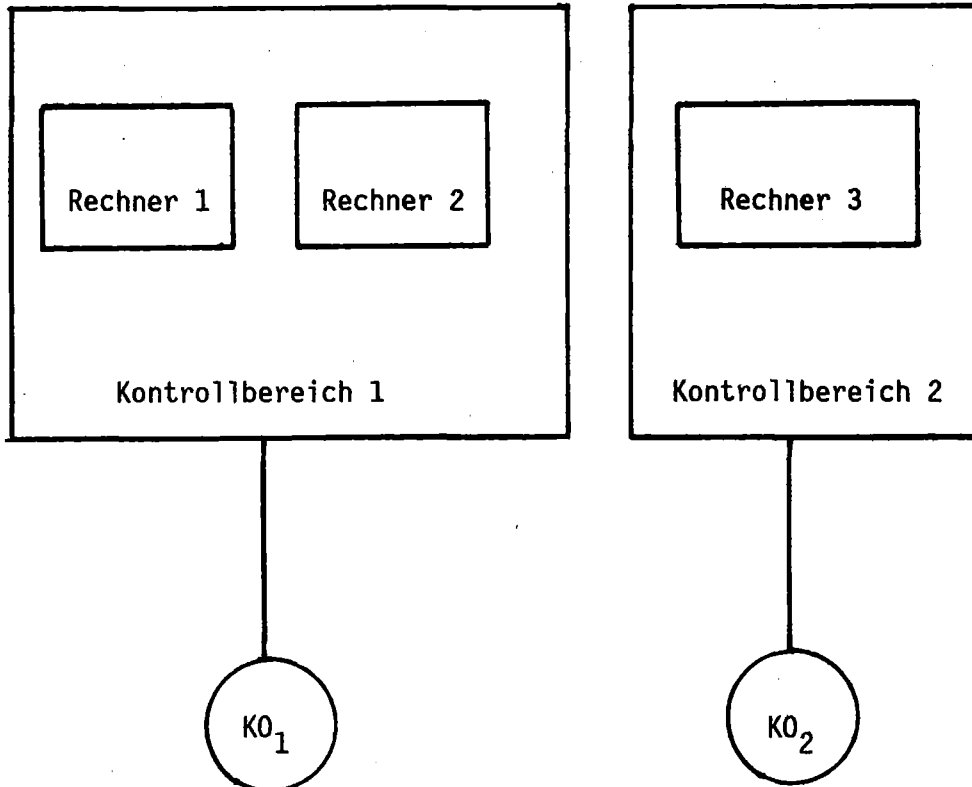 Rechner 1
Rechner 2
Rechner 3
Kontrollbereich 1
Kontrollbereich 2
KO1
KO2